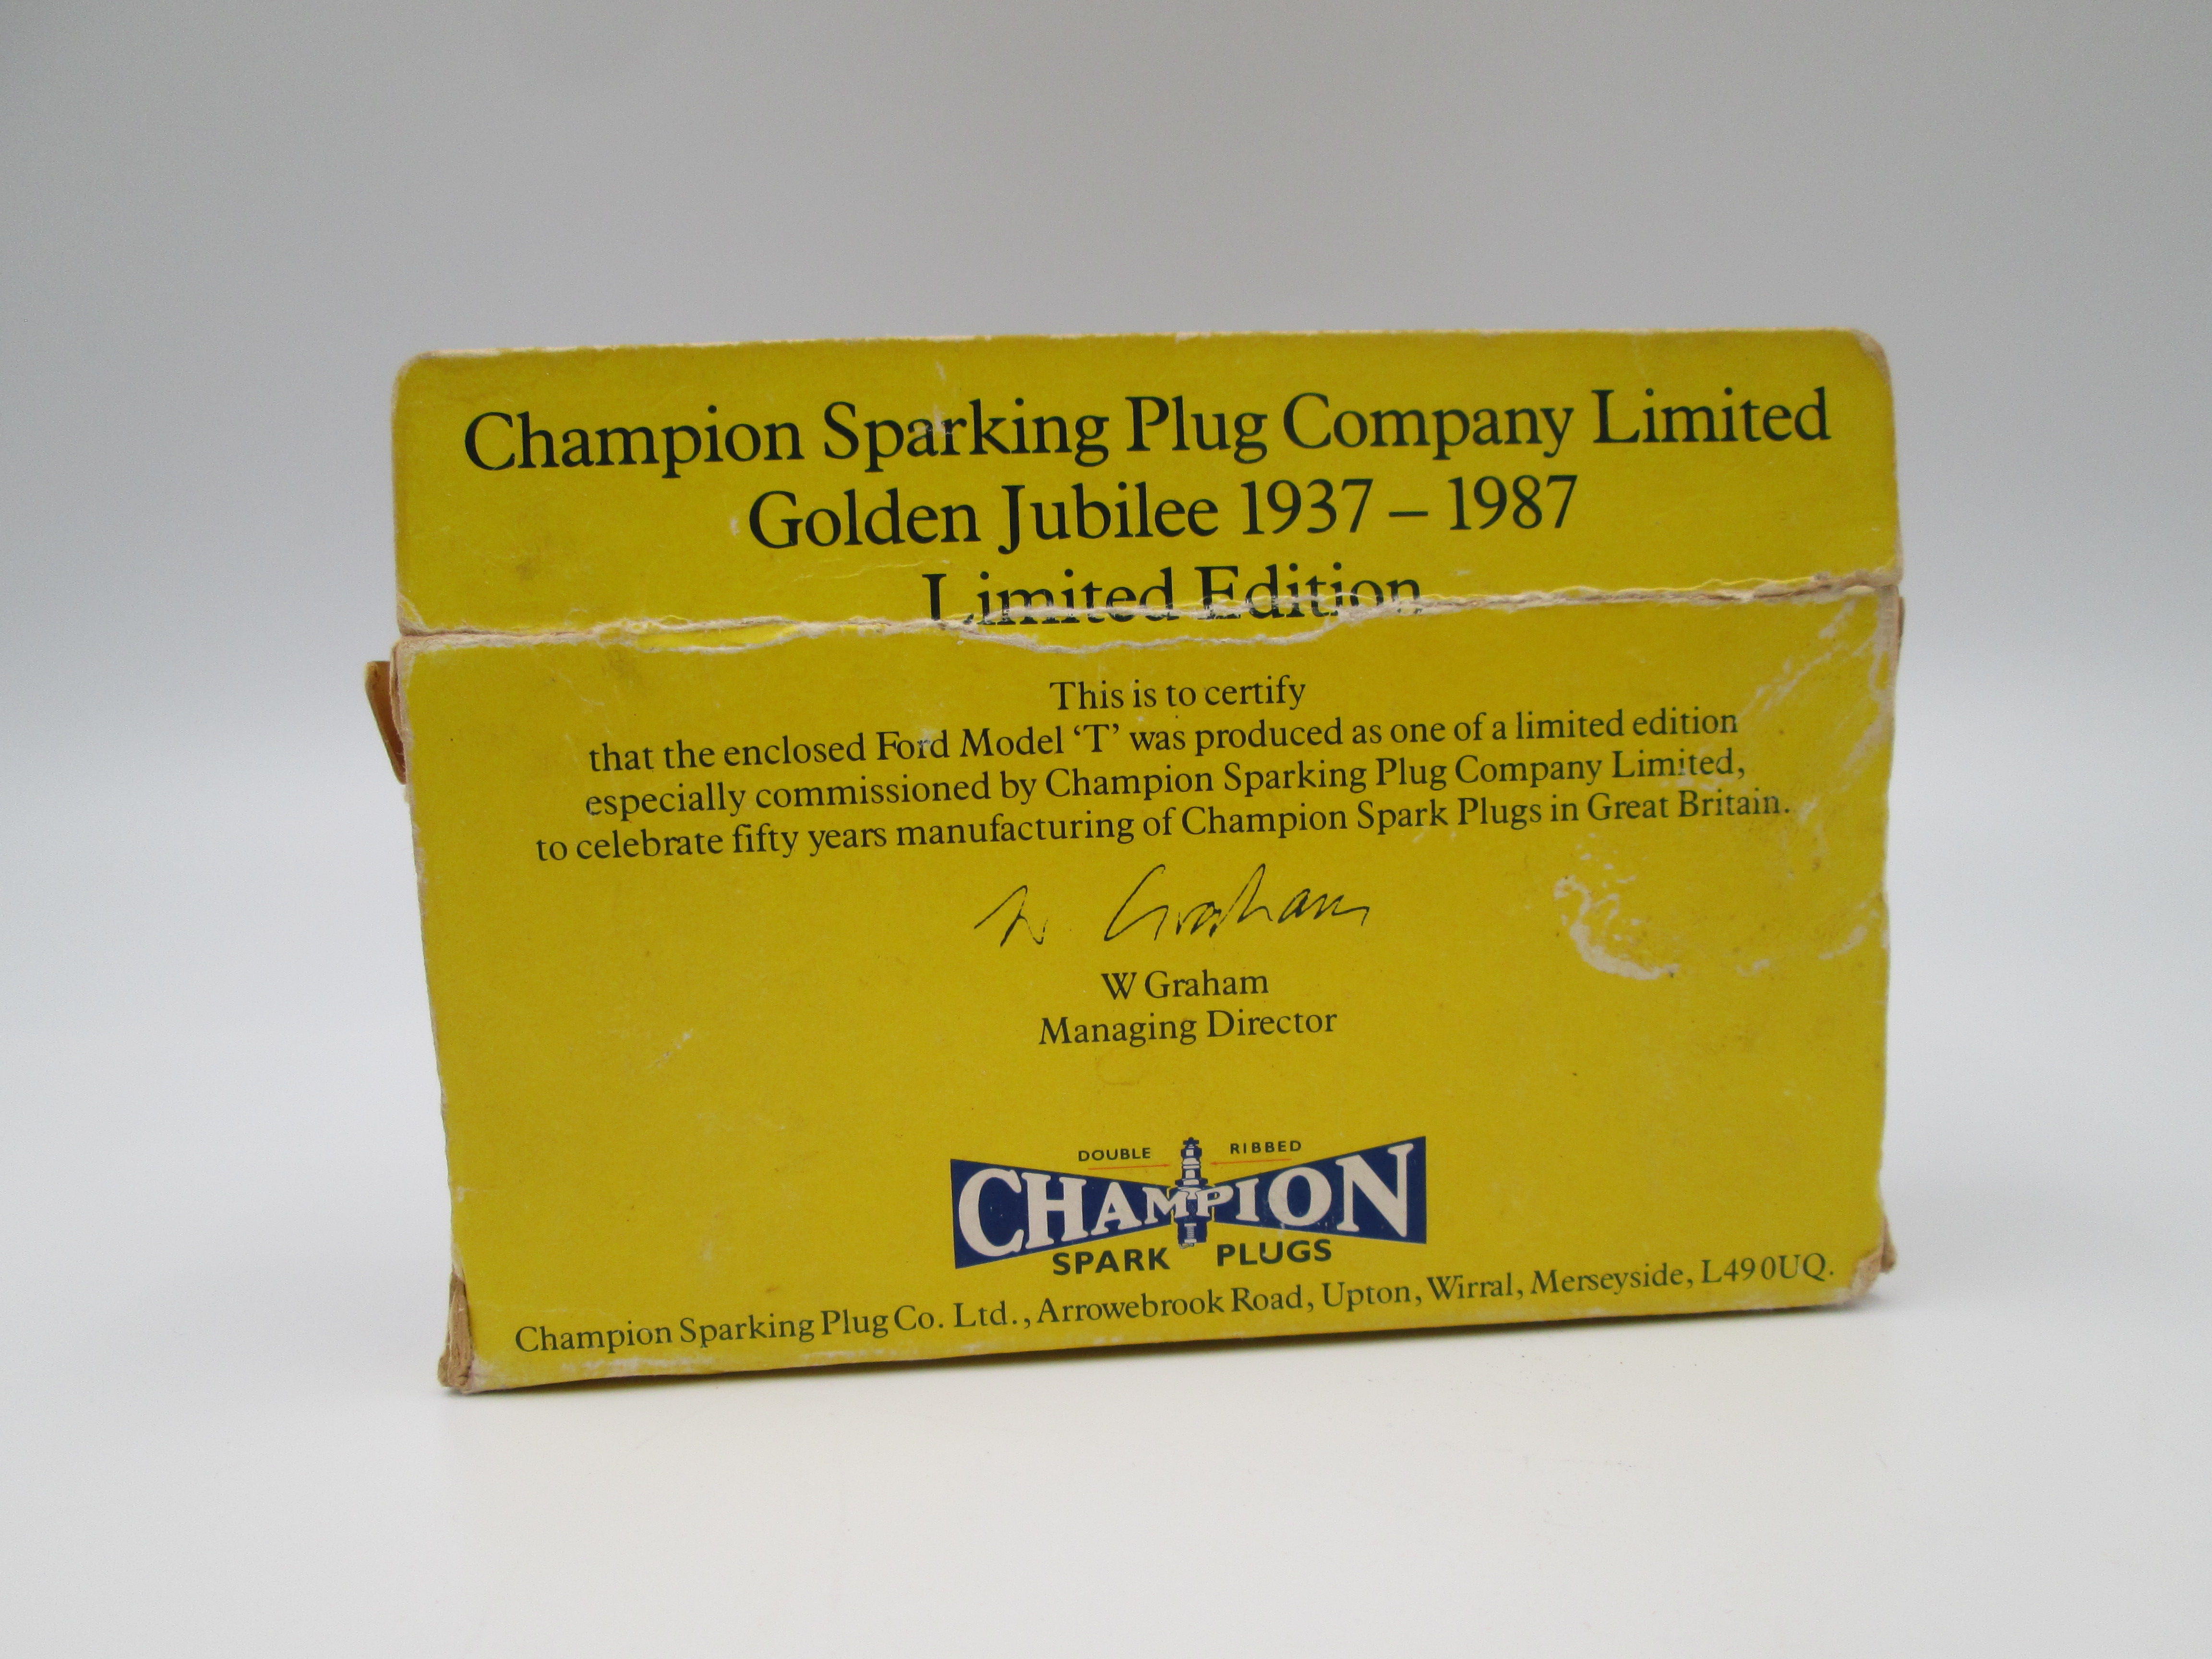 Champion Sparking Plug Company Limited
Golden Jubilee 1937 – 1987
Limited Edition
This is to certify
that the enclosed Ford Model ‘T’ was produced as one of a limited edition
especially commissioned by Champion Sparking Plug Company Limited,
to celebrate fifty years manufacturing of Champion Spark Plugs in Great Britain.
W Graham
W Graham
Managing Director
DOUBLE RIBBED
CHAMPION
SPARK PLUGS
Champion Sparking Plug Co. Ltd., Arrowebrook Road, Upton, Wirral, Merseyside, L49 0UQ.